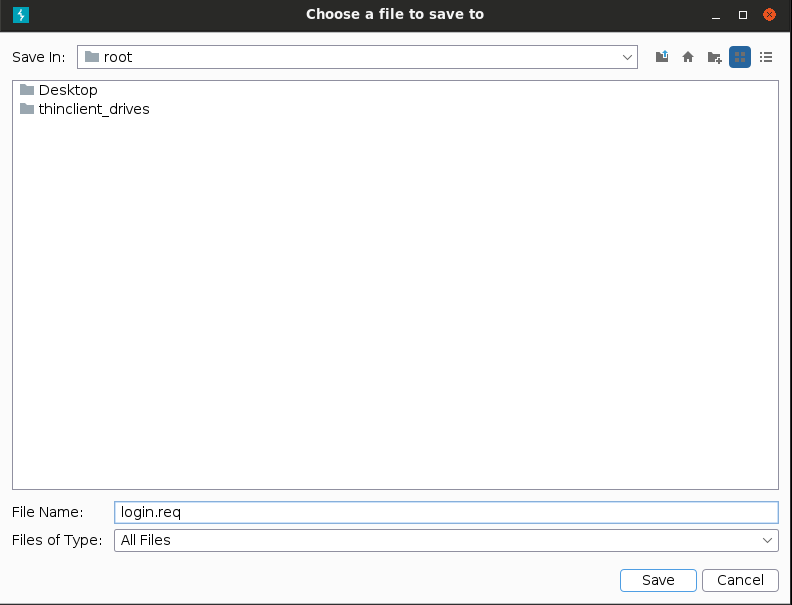 Choose a file to save to
Save In: root
Desktop
thinclient_drives
File Name: login.req
Files of Type: All Files
Save Cancel